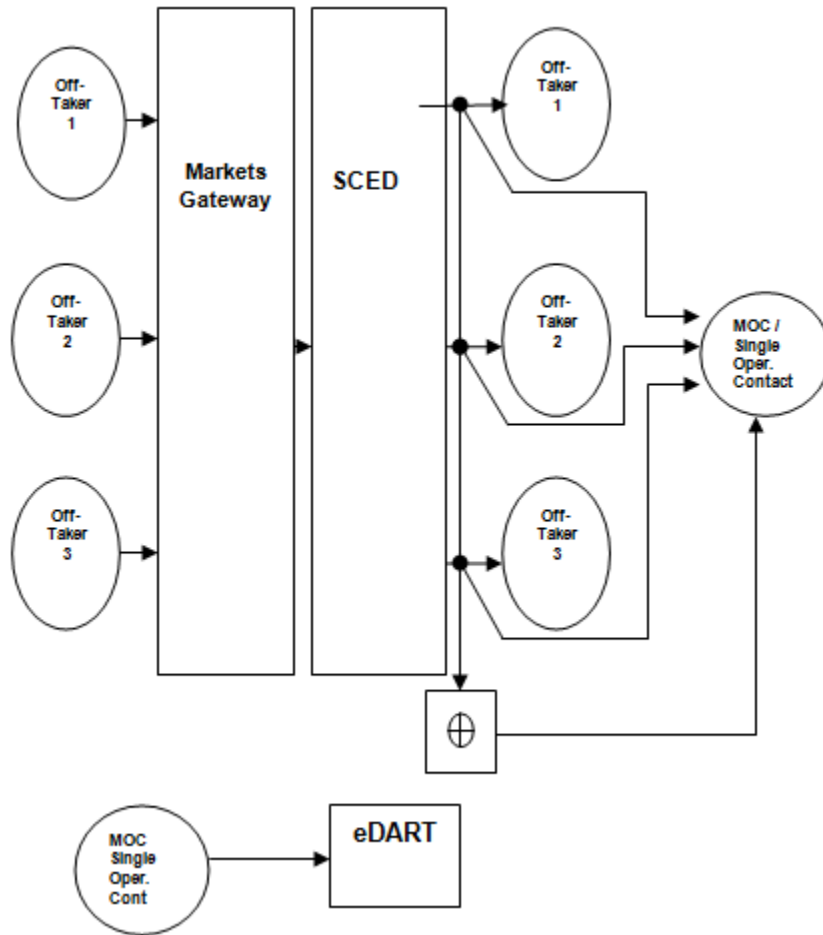 Off-
Taker
1
Off-
Taker
2
Off-
Taker
3
Markets
Gateway
SCED
Off-
Taker
1
Off-
Taker
2
Off-
Taker
3
MOC /
Single
Oper.
Contact
MOC
Single
Oper.
Cont
eDART